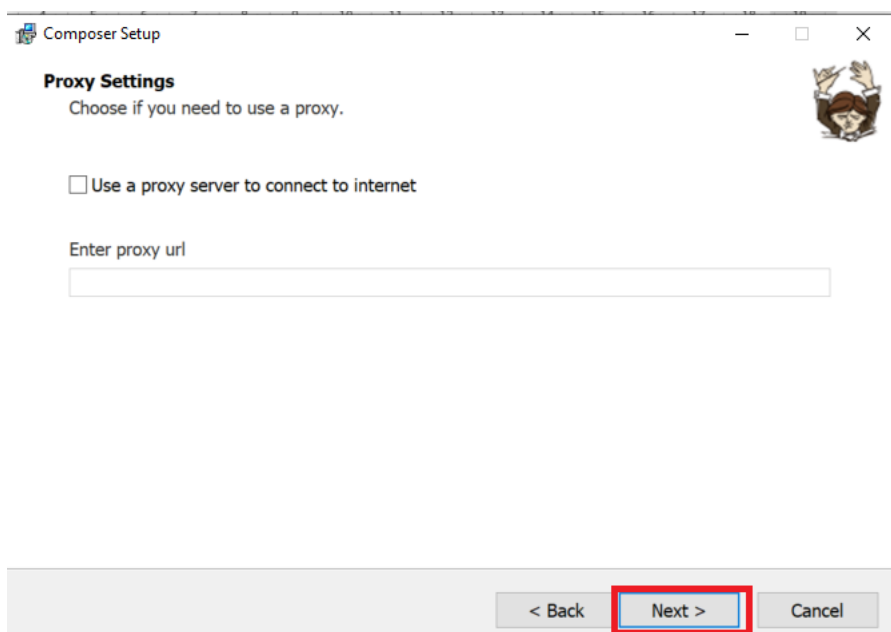 Composer Setup
Proxy Settings
Choose if you need to use a proxy.
Use a proxy server to connect to internet
Enter proxy url
< Back
Next >
Cancel